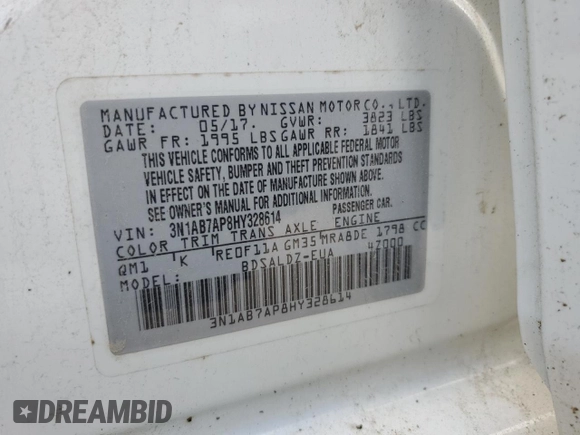 MANUFACTURED BY NISSAN MOTOR CO., LTD.
DATE: 05/17. GVWR: 3823 LBS
GAWR FR: 1995 LBS GAWR RR: 1841 LBS
THIS VEHICLE CONFORMS TO ALL APPLICABLE FEDERAL MOTOR
VEHICLE SAFETY, BUMPER AND THEFT PREVENTION STANDARDS
IN EFFECT ON THE DATE OF MANUFACTURE SHOWN ABOVE.
SEE OWNER'S MANUAL FOR ADDITIONAL INFORMATION.
VIN: 3N1AB7AP8HY328614 PASSENGER CAR.
COLOR TRIM TRANS AXLE ENGINE
QM1 K RE0F11A GM35 MRA8DE 1798 CC
MODEL: BDSALDZ-EUA 47000
3N1AB7AP8HY328614
DREAMBID